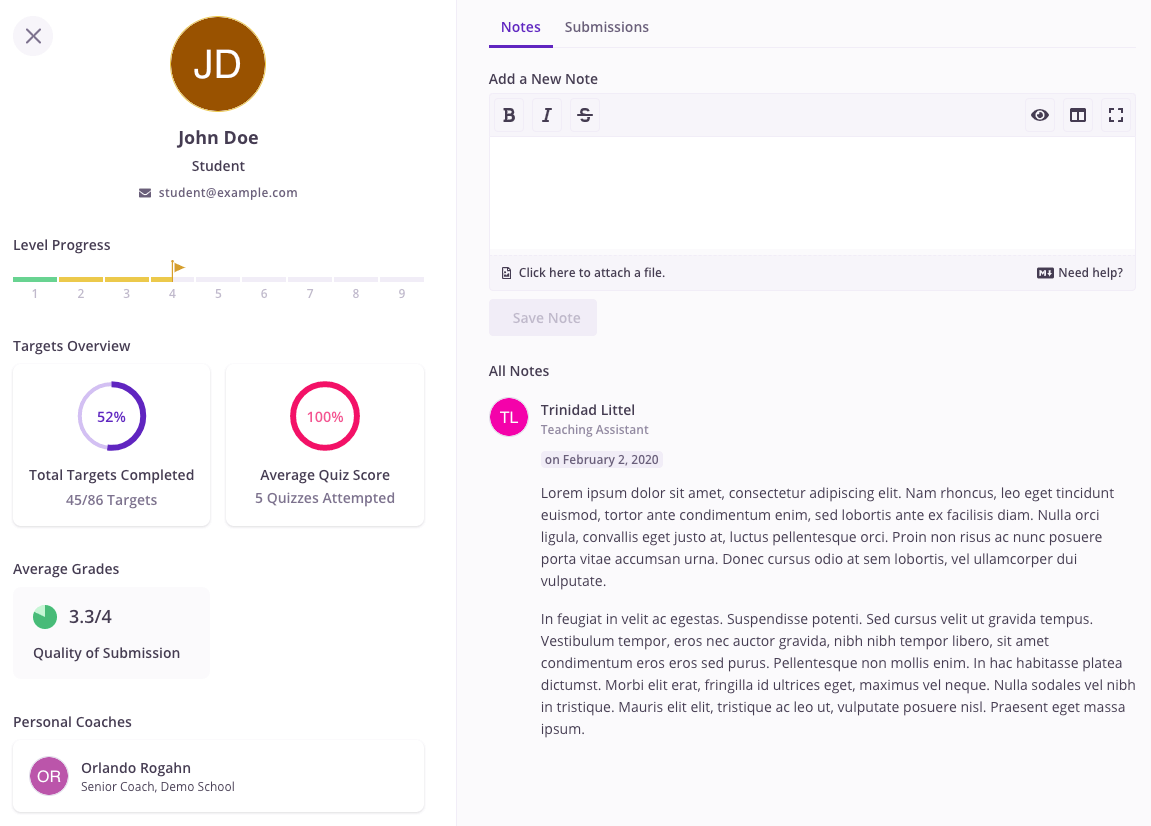 JD
John Doe
Student
student@example.com
Level Progress
1 2 3 4 5 6 7 8 9
Targets Overview
52%
Total Targets Completed
45/86 Targets
100%
Average Quiz Score
5 Quizzes Attempted
Average Grades
3.3/4
Quality of Submission
Personal Coaches
OR
Orlando Rogahn
Senior Coach, Demo School
Notes Submissions
Add a New Note
B I S
Click here to attach a file.
M Need help?
Save Note
All Notes
TL
Trinidad Littel
Teaching Assistant
on February 2, 2020
Lorem ipsum dolor sit amet, consectetur adipiscing elit. Nam rhoncus, leo eget tincidunt
euismod, tortor ante condimentum enim, sed lobortis ante ex facilisis diam. Nulla orci
ligula, convallis eget justo at, luctus pellentesque orci. Proin non risus ac nunc posuere
porta vitae accumsan urna. Donec cursus odio at sem lobortis, vel ullamcorper dui
vulputate.
In feugiat in velit ac egestas. Suspendisse potenti. Sed cursus velit ut gravida tempus.
Vestibulum tempor, eros nec auctor gravida, nibh nibh tempor libero, sit amet
condimentum eros eros sed purus. Pellentesque non mollis enim. In hac habitasse platea
dictumst. Morbi elit erat, fringilla id ultrices eget, maximus vel neque. Nulla sodales vel nibh
in tristique. Mauris elit elit, tristique ac leo ut, vulputate posuere nisl. Praesent eget massa
ipsum.